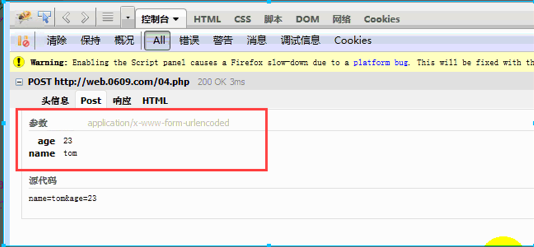 控制台 HTML CSS 脚本 DOM 网络 Cookies
清除 保持 概况 All 错误 警告 消息 调试信息 Cookies
Warning: Enabling the Script panel causes a Firefox slow-down due to a platform bug. This will be fixed with th
POST http://web.0609.com/04.php 200 OK 3ms
头信息 Post 响应 HTML
参数 application/x-www-form-urlencoded
age 23
name tom
源代码
name=tom&age=23